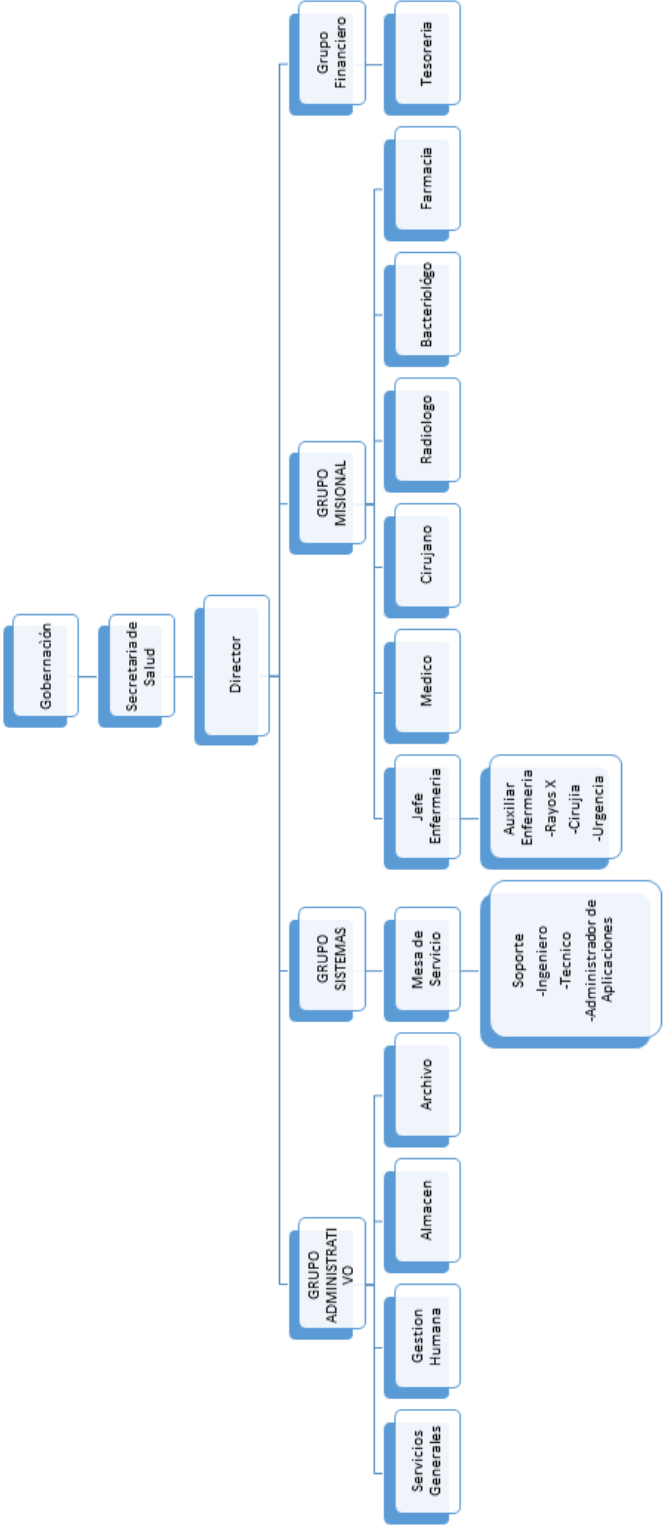 Gobernación
Secretaria de
Salud
Director
GRUPO
ADMINISTRATI
VO
Servicios
Generales
Gestion
Humana
Almacen
Archivo
GRUPO
SISTEMAS
Mesa de
Servicio
Soporte
-Ingeniero
-Tecnico
-Administrador de
Aplicaciones
GRUPO
MISIONAL
Jefe
Enfermeria
Auxiliar
Enfermeria
-Rayos X
-Cirujia
-Urgencia
Medico
Cirujano
Radiologo
Bacteriológo
Farmacia
Grupo
Financiero
Tesoreria